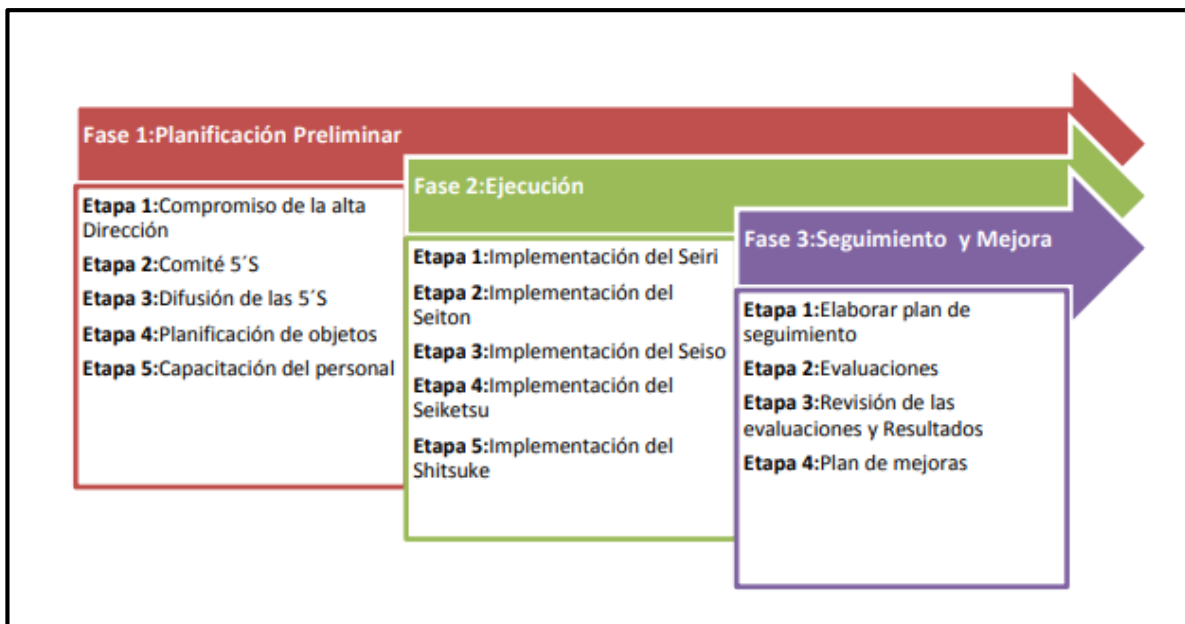 Fase 1:Planificación Preliminar
Etapa 1:Compromiso de la alta
Dirección
Etapa 2:Comité 5´S
Etapa 3:Difusión de las 5´S
Etapa 4:Planificación de objetos
Etapa 5:Capacitación del personal
Fase 2:Ejecución
Etapa 1:Implementación del Seiri
Etapa 2:Implementación del
Seiton
Etapa 3:Implementación del Seiso
Etapa 4:Implementación del
Seiketsu
Etapa 5:Implementación del
Shitsuke
Fase 3:Seguimiento y Mejora
Etapa 1:Elaborar plan de
seguimiento
Etapa 2:Evaluaciones
Etapa 3:Revisión de las
evaluaciones y Resultados
Etapa 4:Plan de mejoras